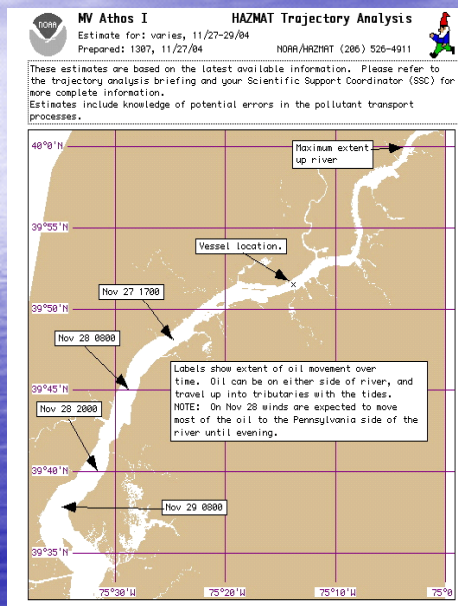 NOAA
MV Athos I
HAZMAT Trajectory Analysis
Estimate for: varies, 11/27-29/04
Prepared: 1307, 11/27/04
NOAA/HAZMAT (206) 526-4911
These estimates are based on the latest available information. Please refer to
the trajectory analysis briefing and your Scientific Support Coordinator (SSC) for
more complete information.
Estimates include knowledge of potential errors in the pollutant transport
processes.
40°0'N
Maximum extent
up river
39°55'N
Vessel location.
Nov 27 1700
39°50'N
Nov 28 0800
39°45'N
Labels show extent of oil movement over
time. Oil can be on either side of river, and
travel up into tributaries with the tides.
NOTE: On Nov 28 winds are expected to move
most of the oil to the Pennsylvania side of the
river until evening.
Nov 28 2000
39°40'N
Nov 29 0800
39°35'N
75°30'W
75°20'W
75°10'W
75°0